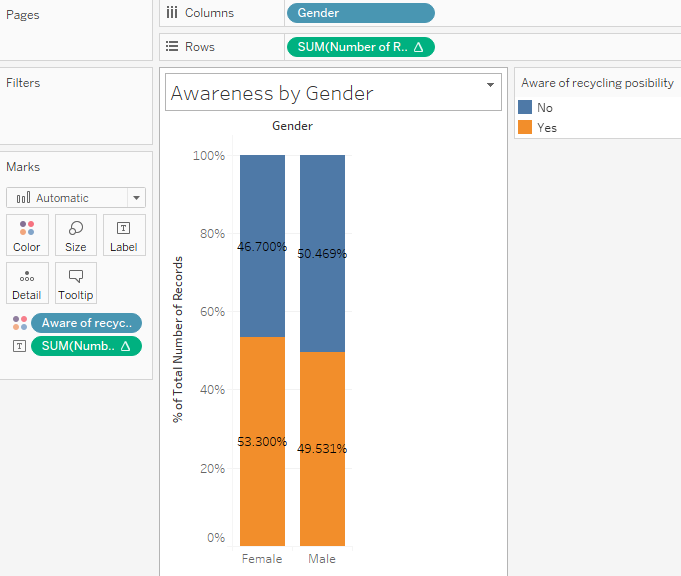 Pages
Columns
Gender
Rows
SUM(Number of R.. Δ
Filters
Marks
Automatic
Color
Size
T
Label
Detail
Tooltip
Aware of recyc..
T
SUM(Numb.. Δ
Awareness by Gender
Gender
% of Total Number of Records
100%
80%
60%
40%
20%
0%
46.700%
50.469%
53.300%
49.531%
Female
Male
Aware of recycling posibility
No
Yes